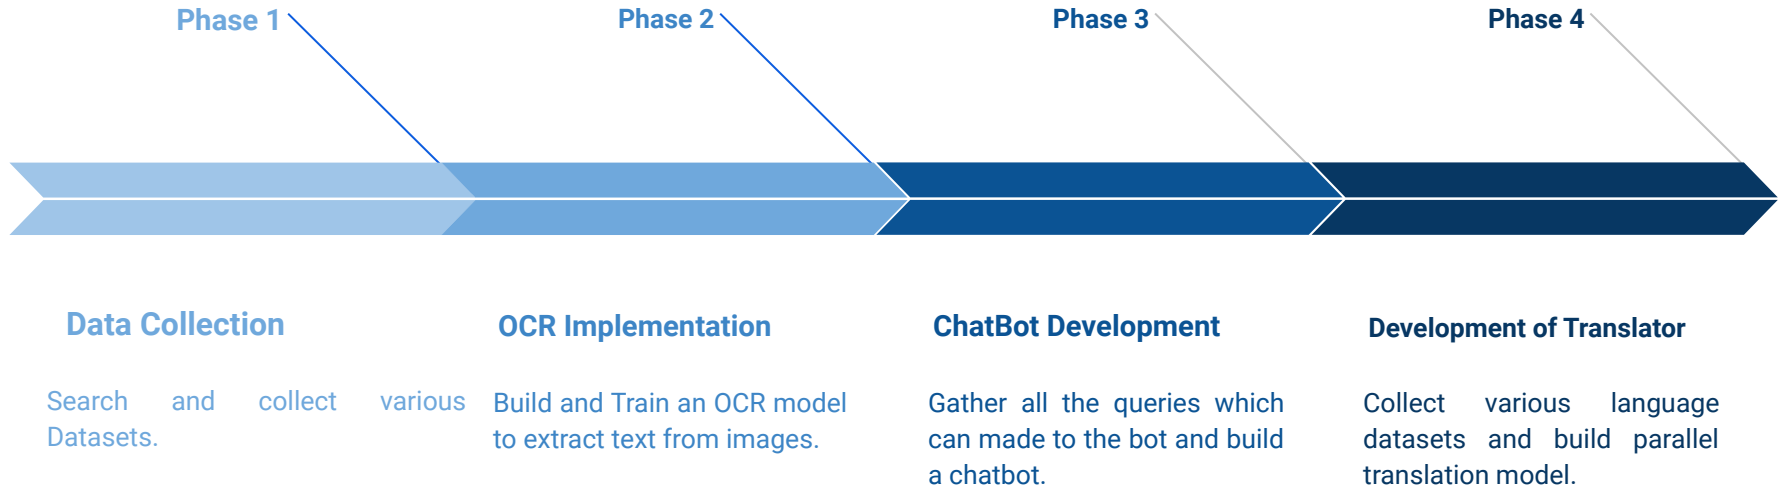 Phase 1
Phase 2
Phase 3
Phase 4
Data Collection
Search and collect various
Datasets.
OCR Implementation
Build and Train an OCR model
to extract text from images.
ChatBot Development
Gather all the queries which
can made to the bot and build
a chatbot.
Development of Translator
Collect various language
datasets and build parallel
translation model.